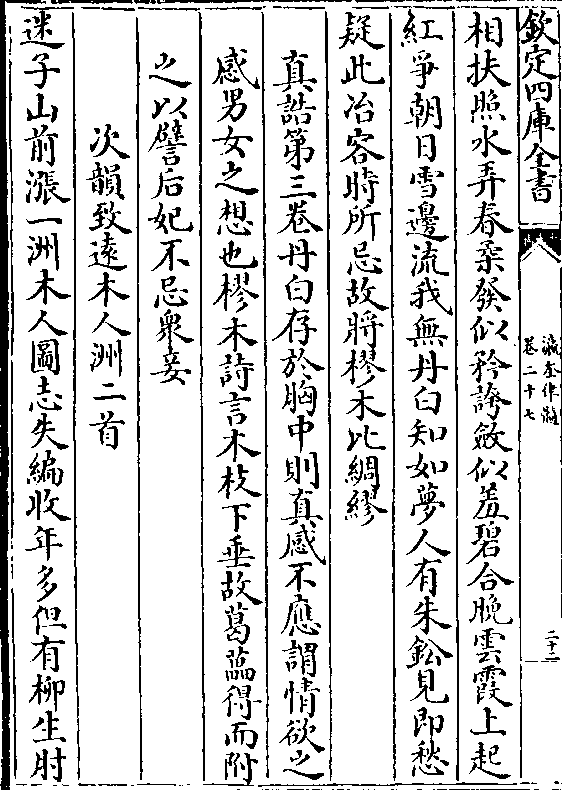 欽定四庫全書
瀛奎律髓
卷二十七
二十二
相扶照水弄春柔發似矜誇斂似羞碧合晚雲霞上起
紅爭朝日雪邊流我無丹白知如夢人有朱鉛見即愁
疑此冶容時所忌故將樛木比綢繆
真誥第三卷丹白存於胸中則真感不應謂情欲之
感男女之想也樛木詩言木枝下垂故葛藟得而附
之以譬后妃不忌衆妾
次韻致遠木人洲二首
迷子山前漲一洲木人圖志失編收年多但有柳生肘